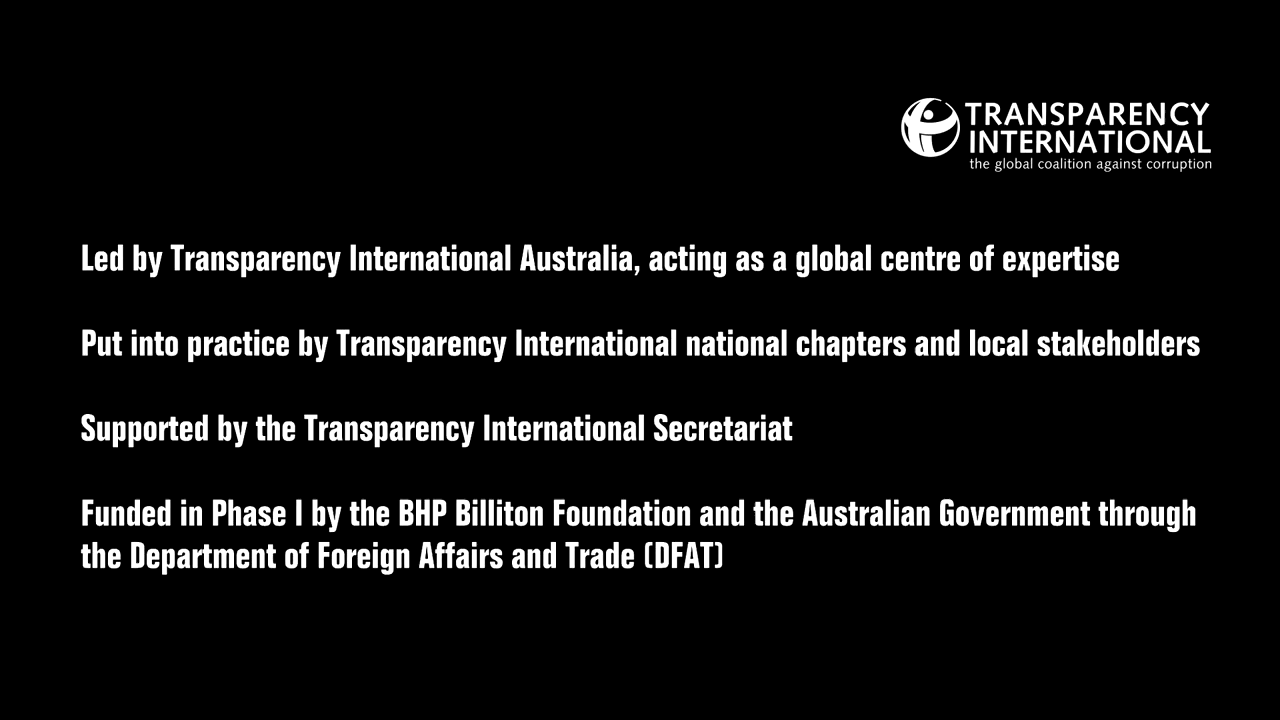 TRANSPARENCY
INTERNATIONAL
the global coalition against corruption
Led by Transparency International Australia, acting as a global centre of expertise
Put into practice by Transparency International national chapters and local stakeholders
Supported by the Transparency International Secretariat
Funded in Phase I by the BHP Billiton Foundation and the Australian Government through
the Department of Foreign Affairs and Trade (DFAT)